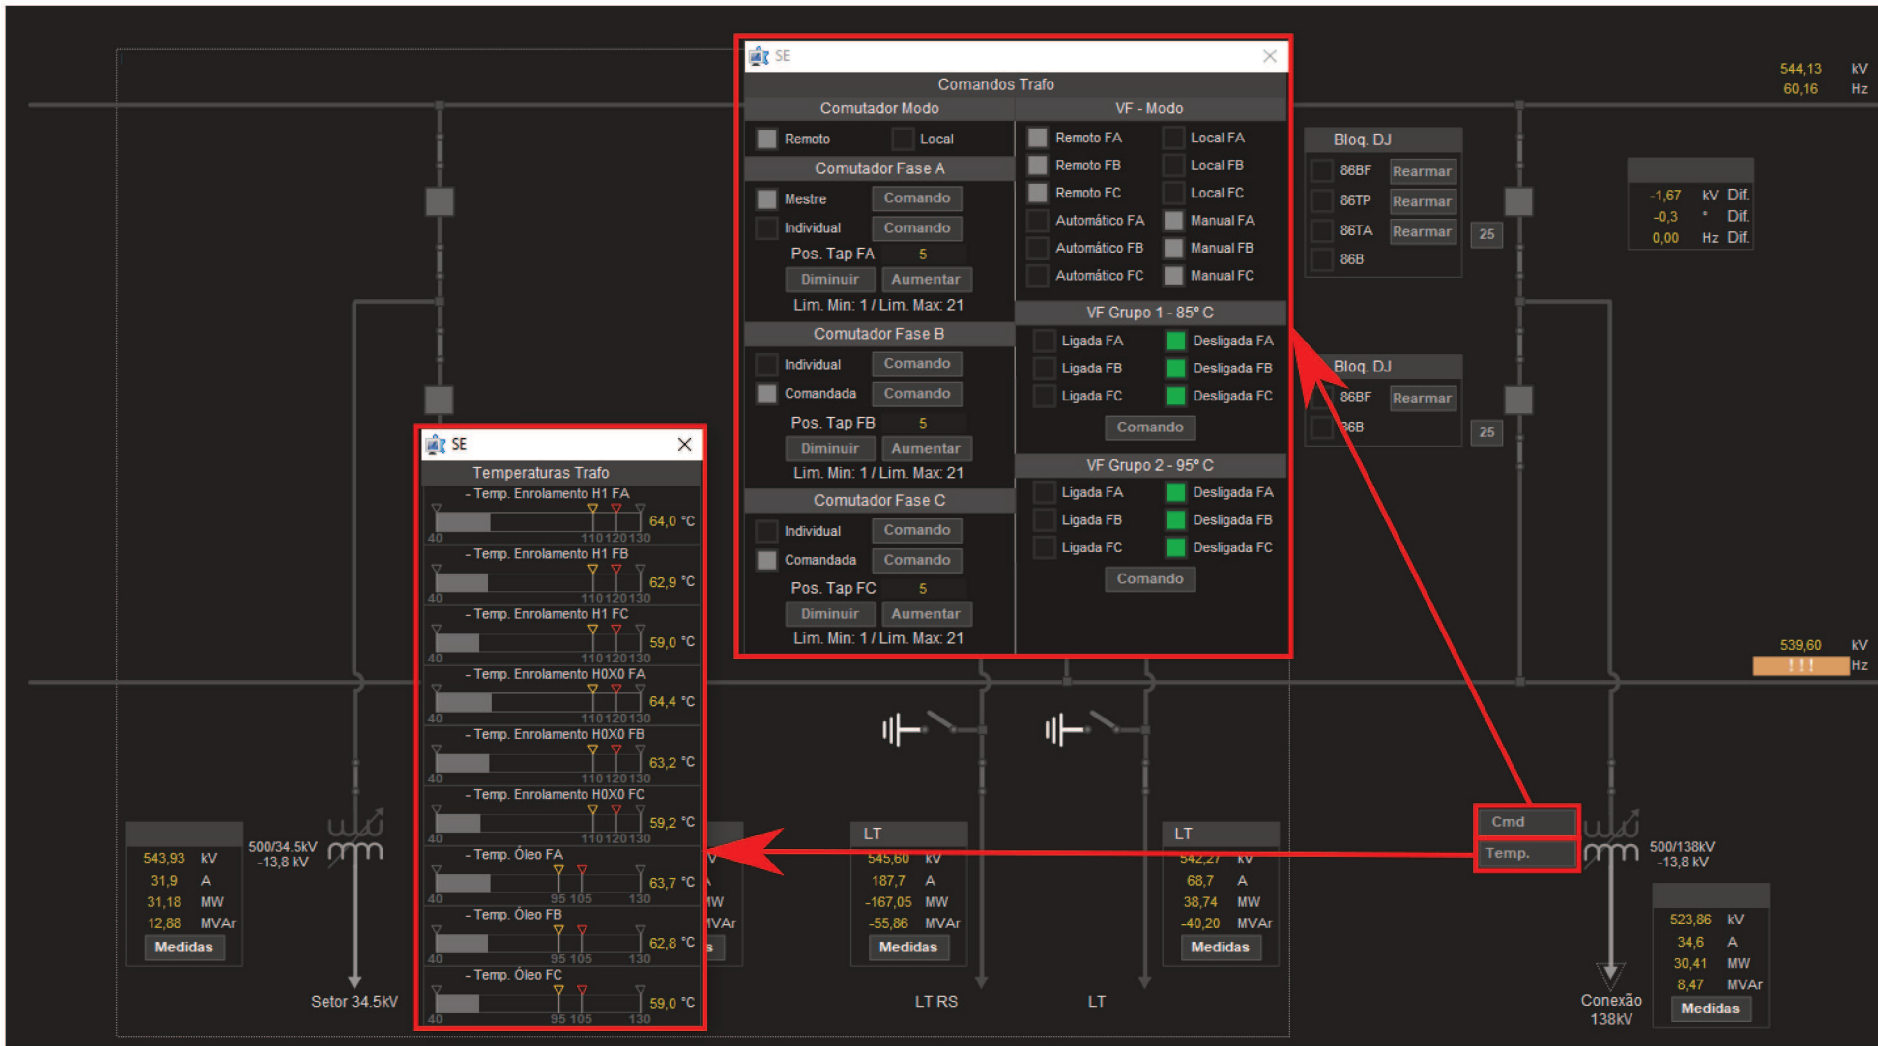 544,13 kV
60,16 Hz
SE
Comandos Trafo
Comutador Modo
Remoto Local
Comutador Fase A
Mestre Comando
Individual Comando
Pos. Tap FA 5
Diminuir Aumentar
Lim. Min: 1 / Lim. Max: 21
Comutador Fase B
Individual Comando
Comandada Comando
Pos. Tap FB 5
Diminuir Aumentar
Lim. Min: 1 / Lim. Max: 21
Comutador Fase C
Individual Comando
Comandada Comando
Pos. Tap FC 5
Diminuir Aumentar
Lim. Min: 1 / Lim. Max: 21
VF - Modo
Remoto FA Local FA
Remoto FB Local FB
Remoto FC Local FC
Automático FA Manual FA
Automático FB Manual FB
Automático FC Manual FC
VF Grupo 1 - 85º C
Ligada FA Desligada FA
Ligada FB Desligada FB
Ligada FC Desligada FC
Comando
VF Grupo 2 - 95º C
Ligada FA Desligada FA
Ligada FB Desligada FB
Ligada FC Desligada FC
Comando
Bloq. DJ
86BF Rearmar
86TP Rearmar
86TA Rearmar
86B
25
-1,67 kV Dif.
-0,3 ° Dif.
0,00 Hz Dif.
Bloq. DJ
86BF Rearmar
86B
25
SE
Temperaturas Trafo
- Temp. Enrolamento H1 FA
64,0 °C
40 110 120 130
- Temp. Enrolamento H1 FB
62,9 °C
40 110 120 130
- Temp. Enrolamento H1 FC
59,0 °C
40 110 120 130
- Temp. Enrolamento H0X0 FA
64,4 °C
40 110 120 130
- Temp. Enrolamento H0X0 FB
63,2 °C
40 110 120 130
- Temp. Enrolamento H0X0 FC
59,2 °C
40 110 120 130
- Temp. Óleo FA
63,7 °C
40 95 105 130
- Temp. Óleo FB
62,8 °C
40 95 105 130
- Temp. Óleo FC
59,0 °C
40 95 105 130
539,60 kV
!!! Hz
543,93 kV
31,9 A
31,18 MW
12,88 MVAr
Medidas
500/34.5kV
-13,8 kV
Setor 34.5kV
LT
545,60 kV
187,7 A
-167,05 MW
-55,86 MVAr
Medidas
LT RS
LT
542,27 kV
68,7 A
38,74 MW
-40,20 MVAr
Medidas
LT
Cmd
Temp.
500/138kV
-13,8 kV
523,86 kV
34,6 A
30,41 MW
8,47 MVAr
Medidas
Conexão
138kV